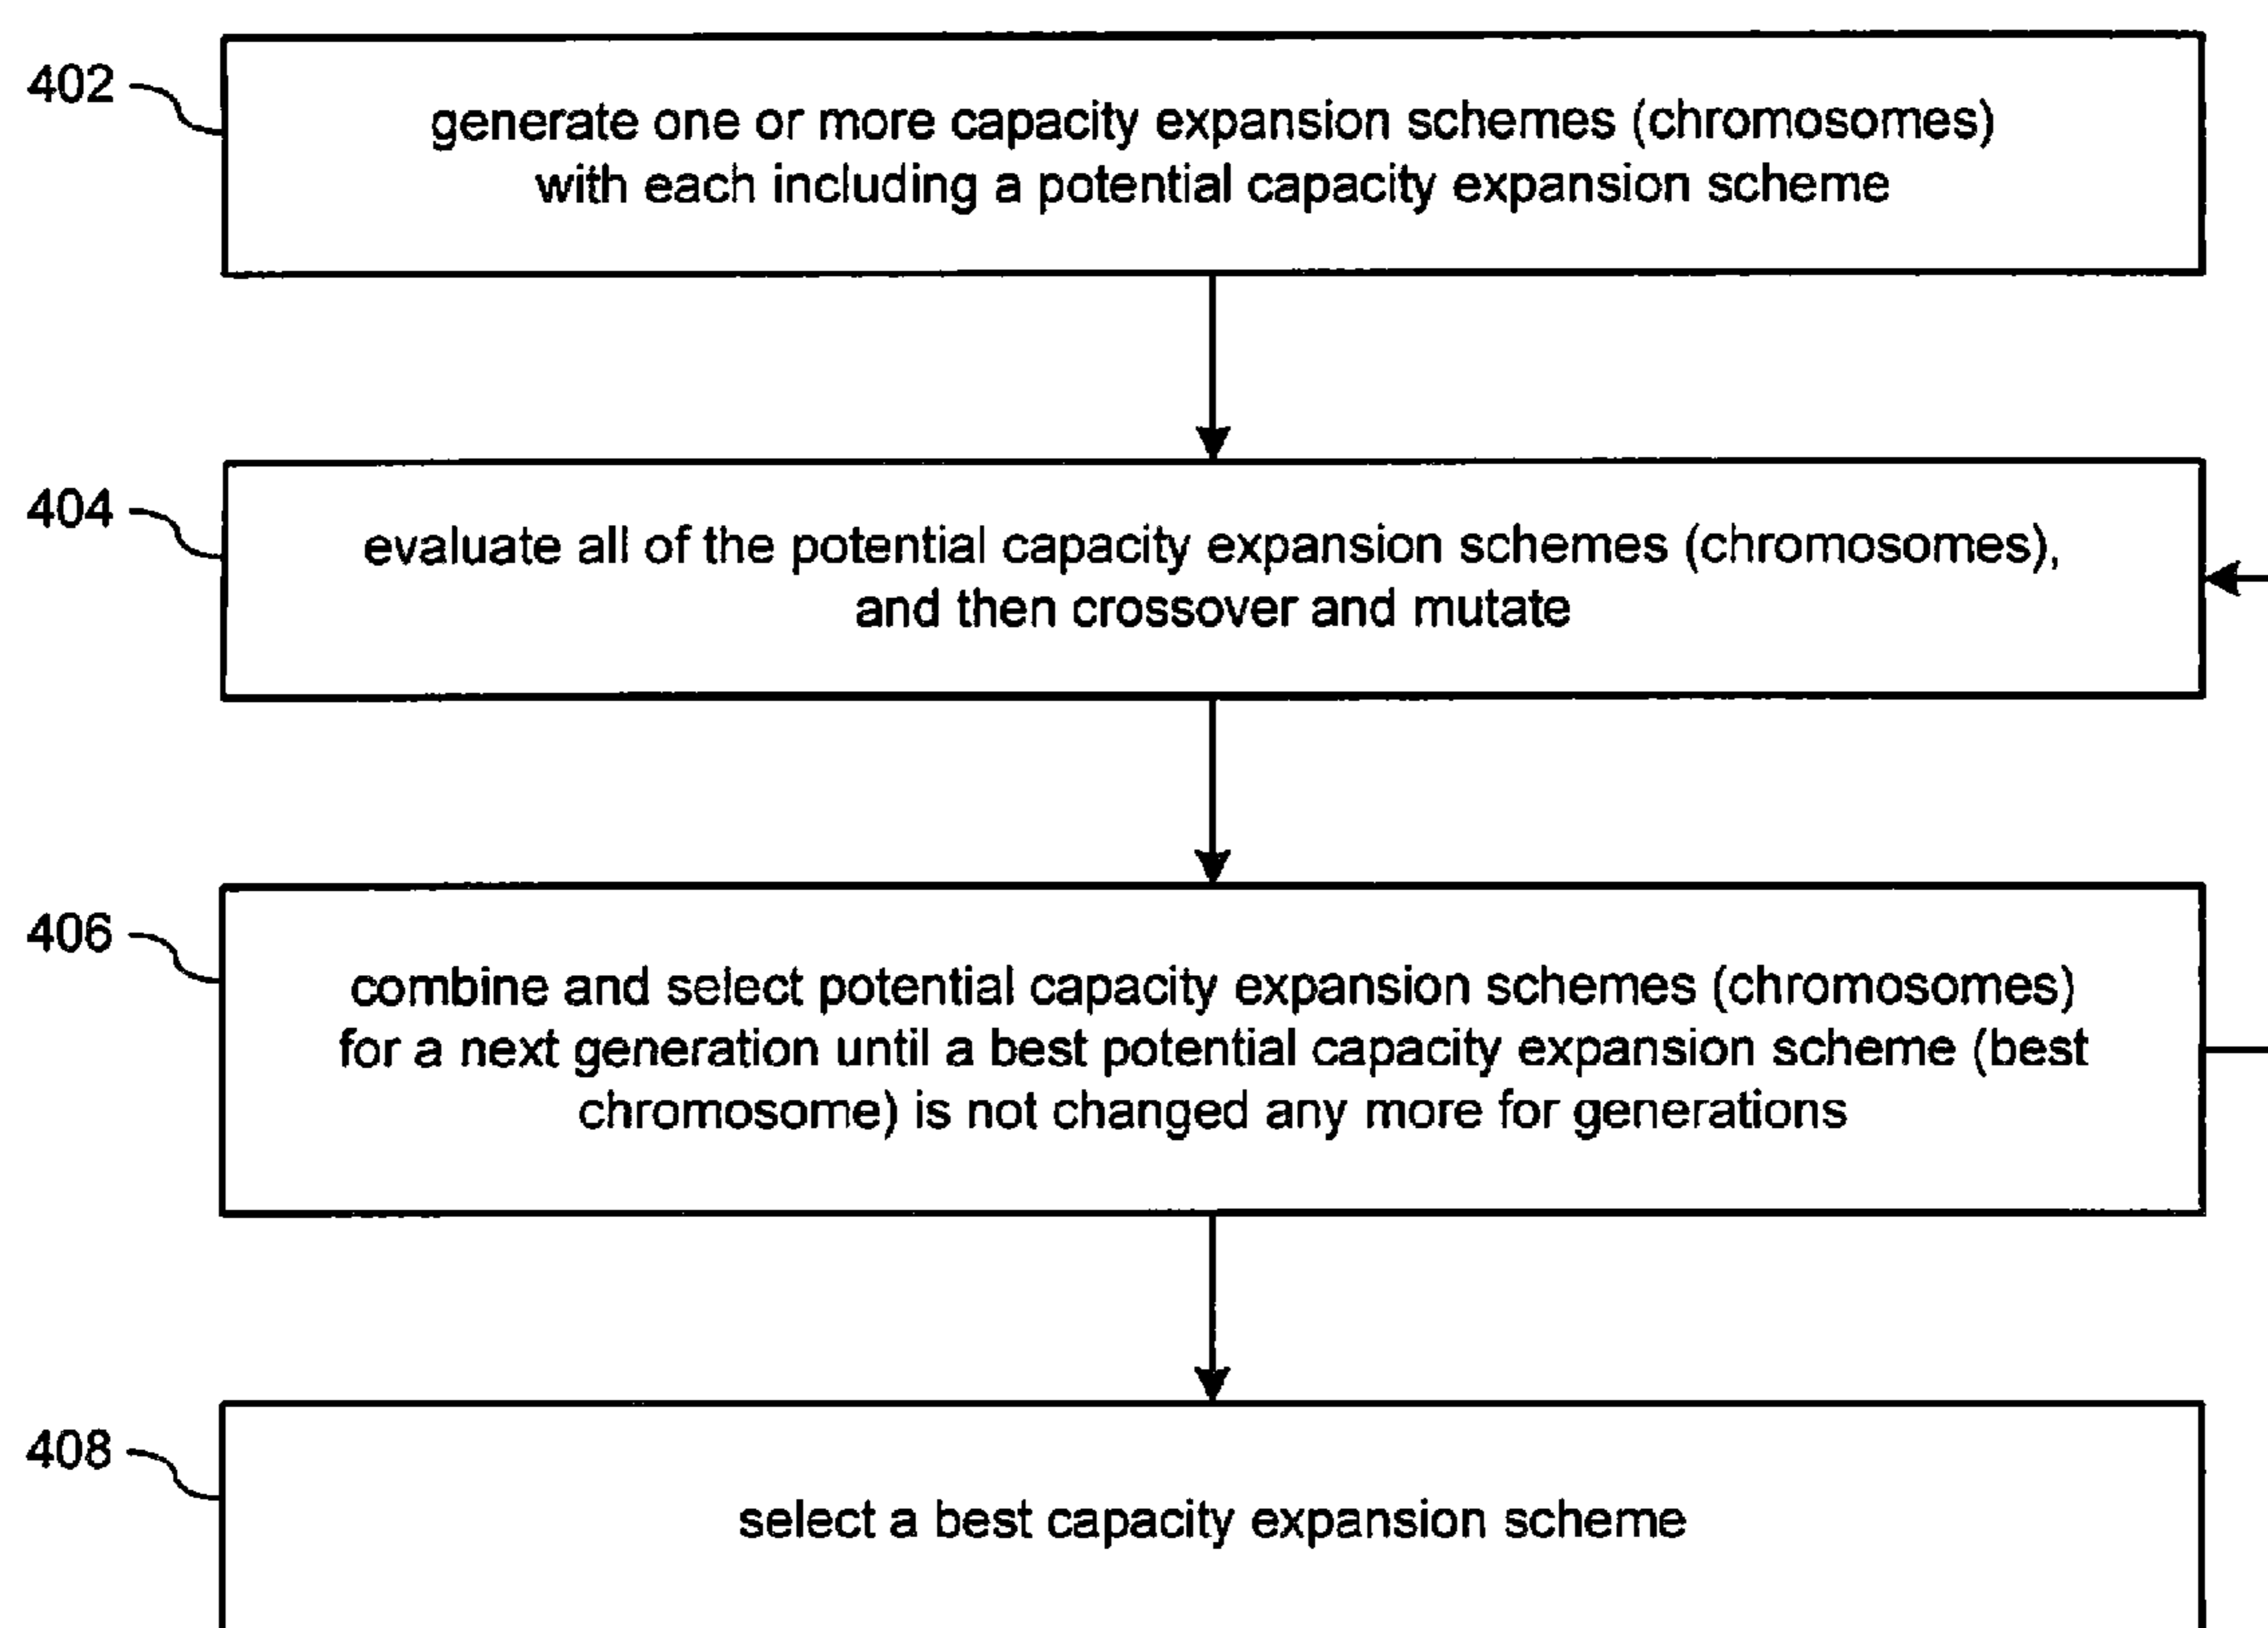 402
generate one or more capacity expansion schemes (chromosomes)
with each including a potential capacity expansion scheme
404
evaluate all of the potential capacity expansion schemes (chromosomes),
and then crossover and mutate
406
combine and select potential capacity expansion schemes (chromosomes)
for a next generation until a best potential capacity expansion scheme (best
chromosome) is not changed any more for generations
408
select a best capacity expansion scheme